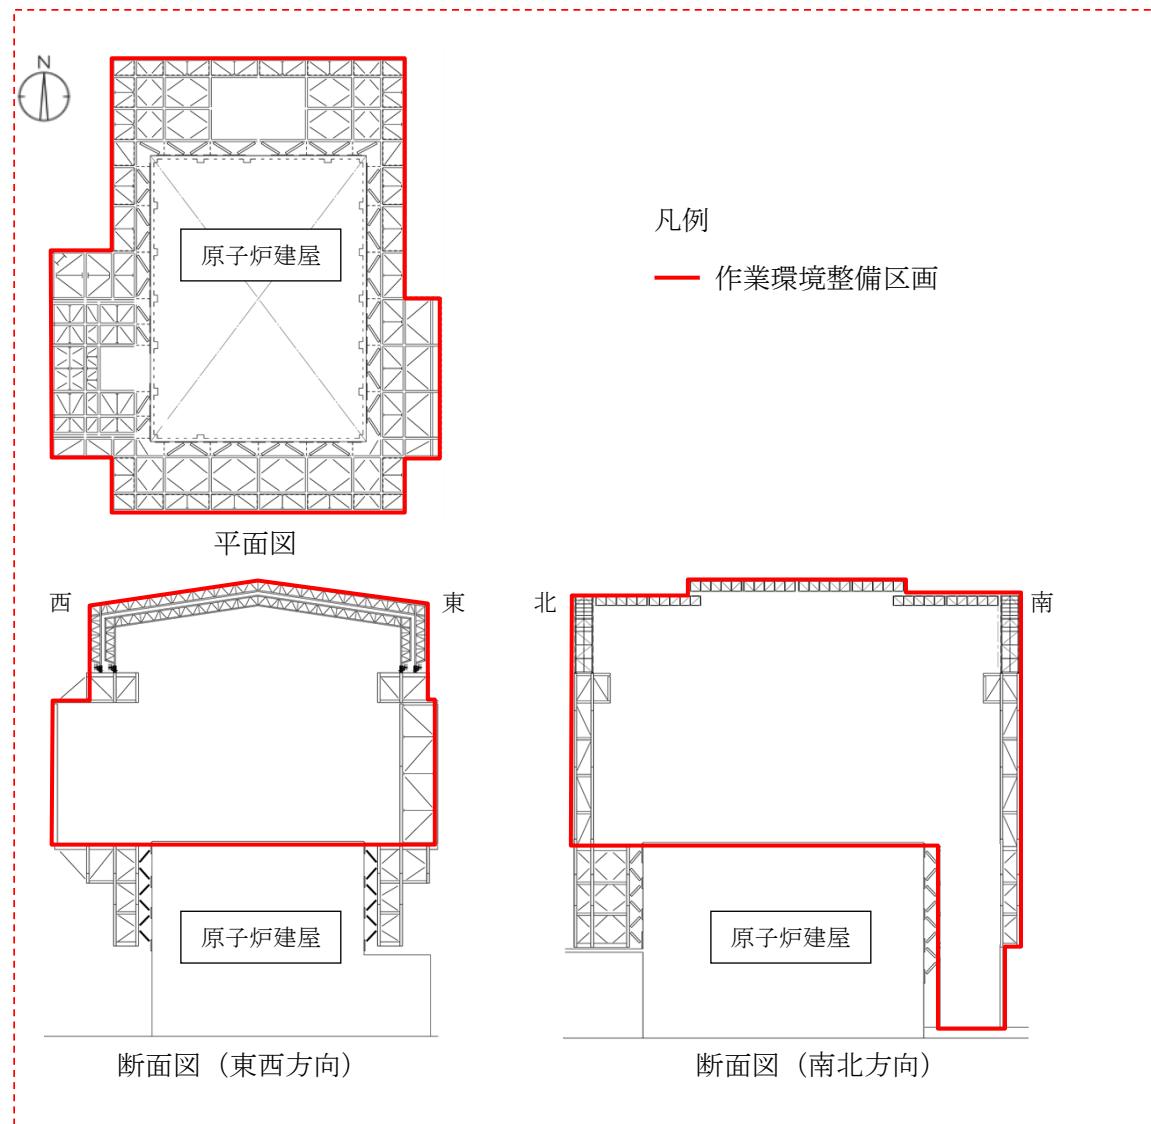 N
原子炉建屋
凡例
作業環境整備区画
平面図
西
東
北
南
原子炉建屋
原子炉建屋
断面図（東西方向）
断面図（南北方向）